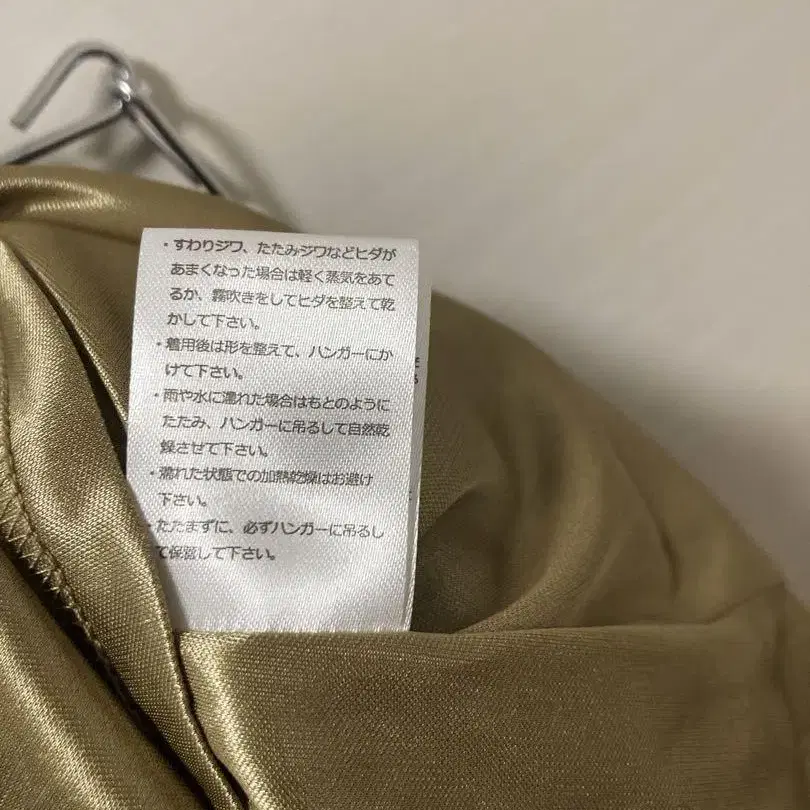 ・すわりジワ、たたみジワなどヒダが
あまくなった場合は軽く蒸気をあて
るか、霧吹きをしてヒダを整えて乾
かして下さい。
・着用後は形を整えて、ハンガーにか
けて下さい。
・雨や水に濡れた場合はもとのように
たたみ、ハンガーに吊るして自然乾
燥させて下さい。
・濡れた状態での加熱乾燥はお避け
下さい。
・たたまずに、必ずハンガーに吊るし
て保管して下さい。